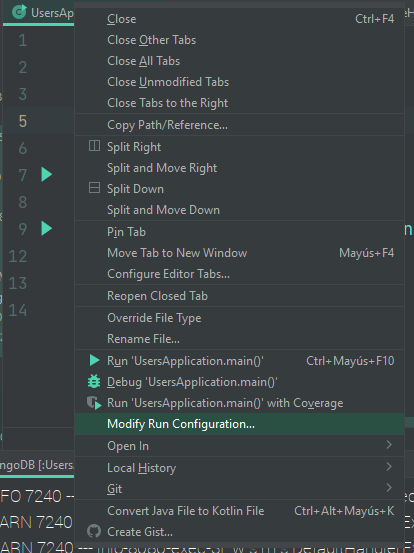 UsersAp
Close Ctrl+F4
1
Close Other Tabs
2
Close All Tabs
Close Unmodified Tabs
3
Close Tabs to the Right
5
Copy Path/Reference...
6
Split Right
7
Split and Move Right
8
Split Down
Split and Move Down
9
Pin Tab
12
Move Tab to New Window Mayús+F4
13
Configure Editor Tabs...
Reopen Closed Tab
14
Override File Type
Rename File...
Run 'UsersApplication.main()' Ctrl+Mayús+F10
Debug 'UsersApplication.main()'
Run 'UsersApplication.main()' with Coverage
Modify Run Configuration...
Open In
ngoDB [:Users
Local History
Git
FO 7240 --
Convert Java File to Kotlin File Ctrl+Alt+Mayús+K
ARN 7240
Create Gist...
ARN 7240